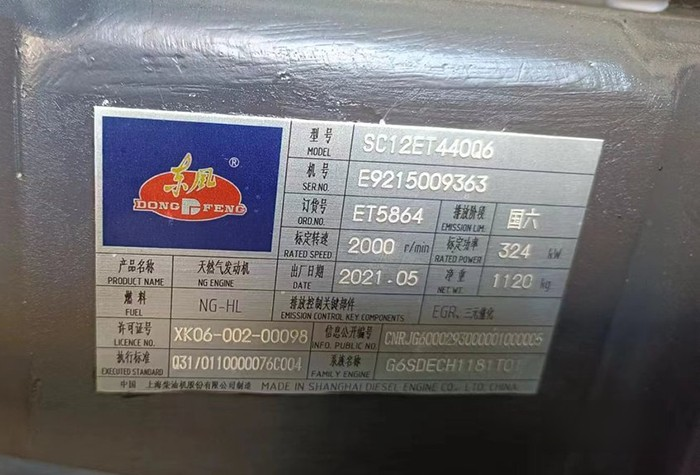 东风 ®
DONG FENG
型号 MODEL SC12ET440Q6
机号 SER.NO. E9215009363
订货号 ORD.NO. ET5864 排放阶段 EMISSION LIM. 国六
标定转速 RATED SPEED 2000 r/min 标定功率 RATED POWER 324 kW
产品名称 PRODUCT NAME 天然气发动机 NG ENGINE 出厂日期 DATE 2021.05 净重 NET WT. 1120 kg
燃料 FUEL NG-HL 排放控制关键部件 EMISSION CONTROL KEY COMPONENTS EGR、三元催化
许可证号 LICENCE NO. XK06-002-00098 信息公开编号 INFO. PUBLIC NO. CNRJG6000293000001000005
执行标准 EXECUTED STANDARD Q31/0110000076C004 系族名称 FAMILY ENGINE G6SDECH1181T01
中国 上海柴油机股份有限公司制造 MADE IN SHANGHAI DIESEL ENGINE CO., LTD. CHINA